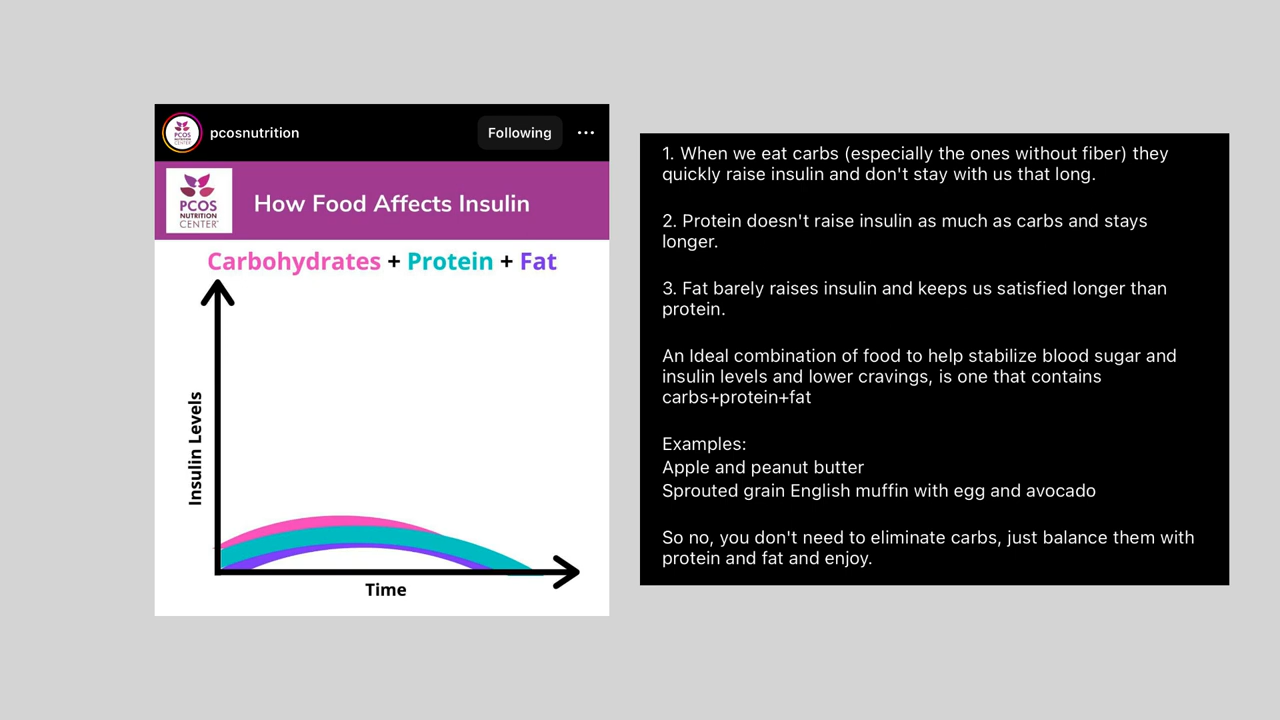 pcosnutrition
Following
PCOS
NUTRITION
CENTER
PCOS
NUTRITION
CENTER
How Food Affects Insulin
Carbohydrates + Protein + Fat
Insulin Levels
Time
1. When we eat carbs (especially the ones without fiber) they
quickly raise insulin and don't stay with us that long.
2. Protein doesn't raise insulin as much as carbs and stays
longer.
3. Fat barely raises insulin and keeps us satisfied longer than
protein.
An Ideal combination of food to help stabilize blood sugar and
insulin levels and lower cravings, is one that contains
carbs+protein+fat
Examples:
Apple and peanut butter
Sprouted grain English muffin with egg and avocado
So no, you don't need to eliminate carbs, just balance them with
protein and fat and enjoy.